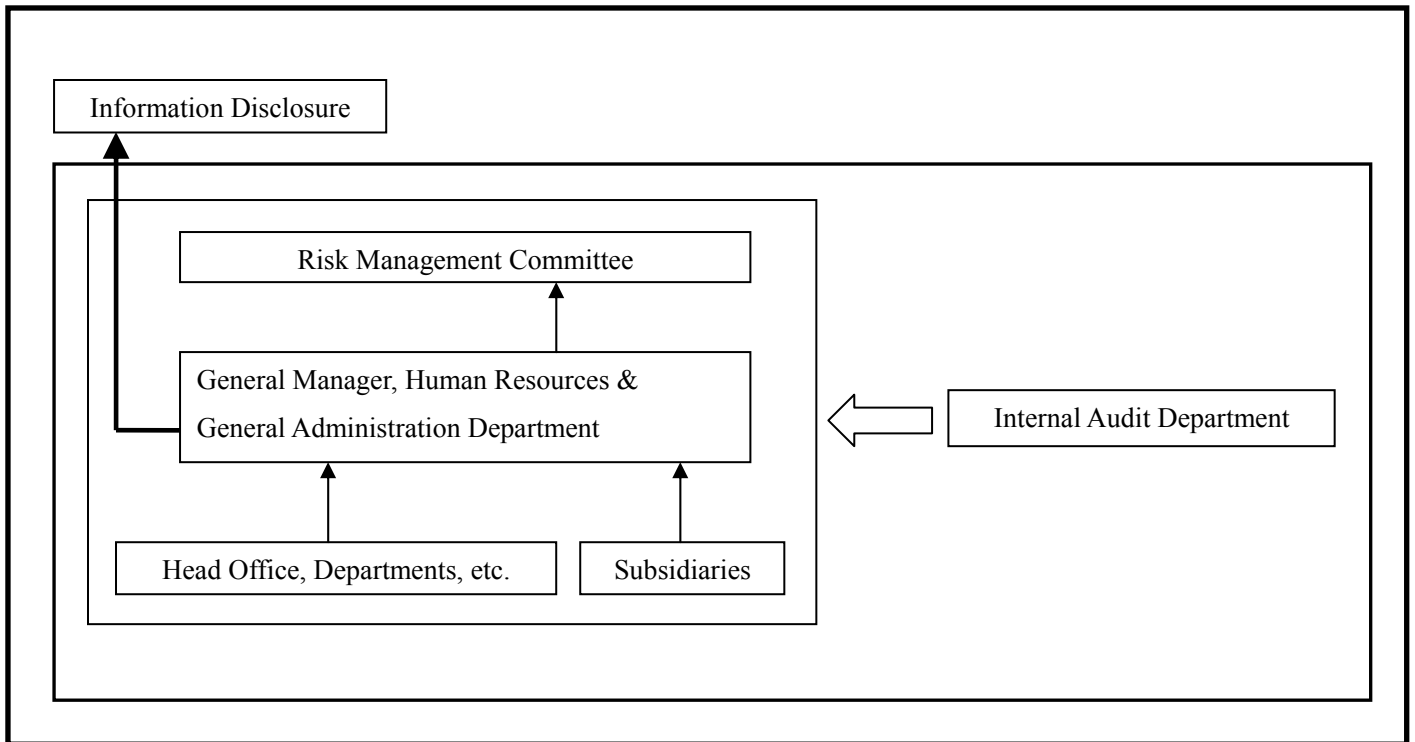 Information Disclosure
Risk Management Committee
General Manager, Human Resources &
General Administration Department
Internal Audit Department
Head Office, Departments, etc.
Subsidiaries